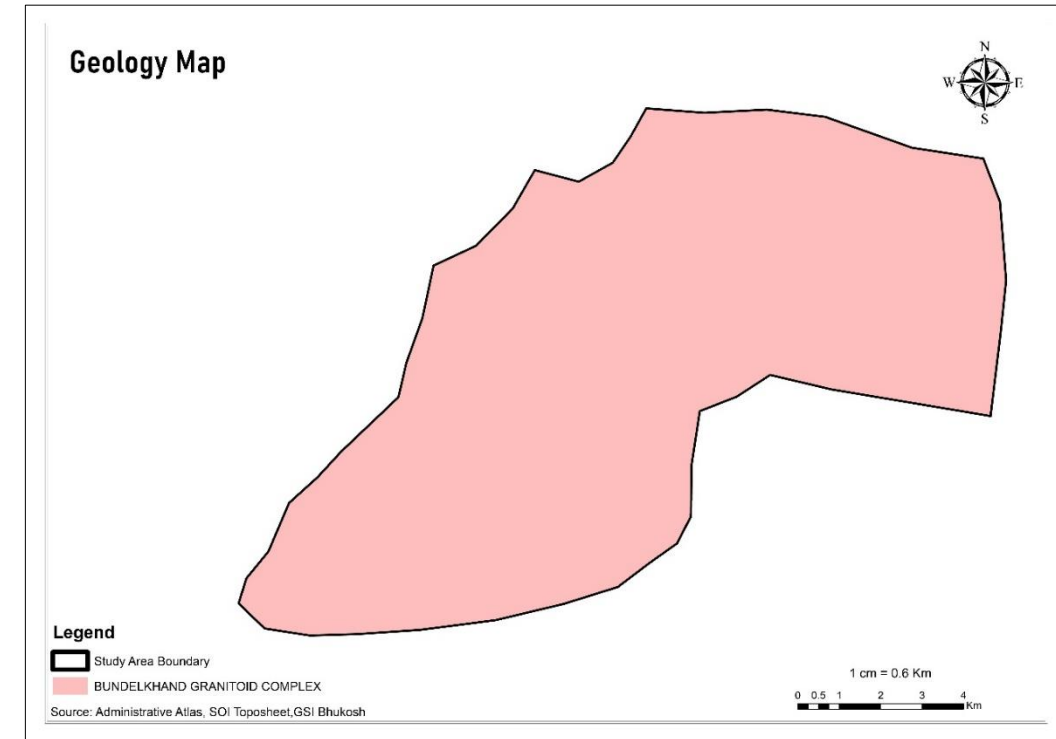 Geology Map
N
W E
S
Legend
Study Area Boundary
BUNDELKHAND GRANITOID COMPLEX
Source: Administrative Atlas, SOI Toposheet,GSI Bhukosh
1 cm = 0.6 Km
0 0.5 1 2 3 4
Km